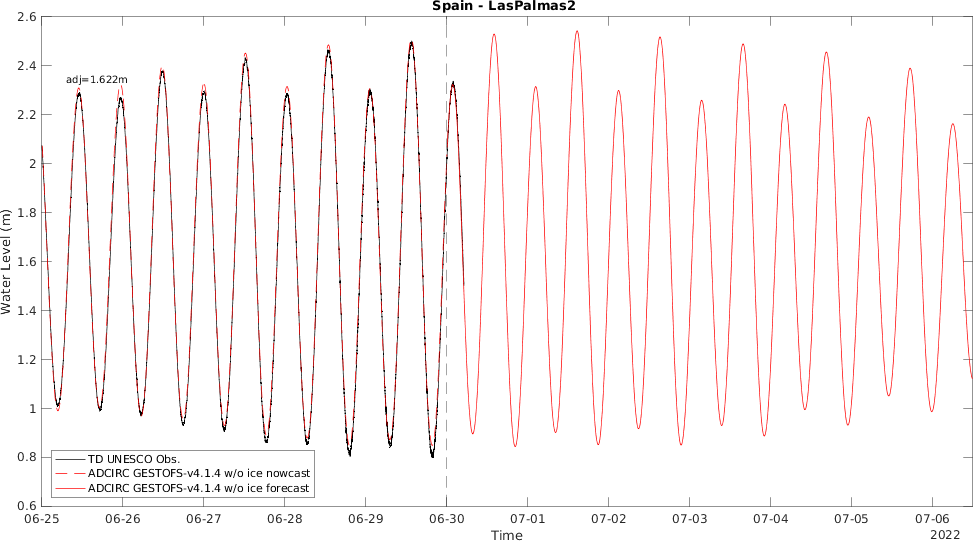 Spain - LasPalmas2
2.6
2.4
2.2
2
1.8
1.6
1.4
1.2
1
0.8
0.6
Water Level (m)
adj=1.622m
TD UNESCO Obs.
ADCIRC GESTOFS-v4.1.4 w/o ice nowcast
ADCIRC GESTOFS-v4.1.4 w/o ice forecast
06-25 06-26 06-27 06-28 06-29 06-30 07-01 07-02 07-03 07-04 07-05 07-06
Time
2022